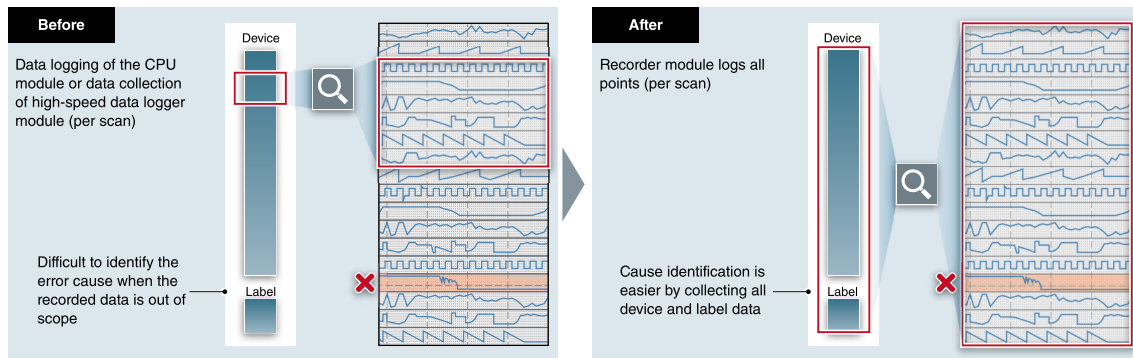 Before
Data logging of the CPU
module or data collection
of high-speed data logger
module (per scan)
Device
Difficult to identify the
error cause when the
recorded data is out of
scope
Label
After
Recorder module logs all
points (per scan)
Device
Cause identification is
easier by collecting all
device and label data
Label